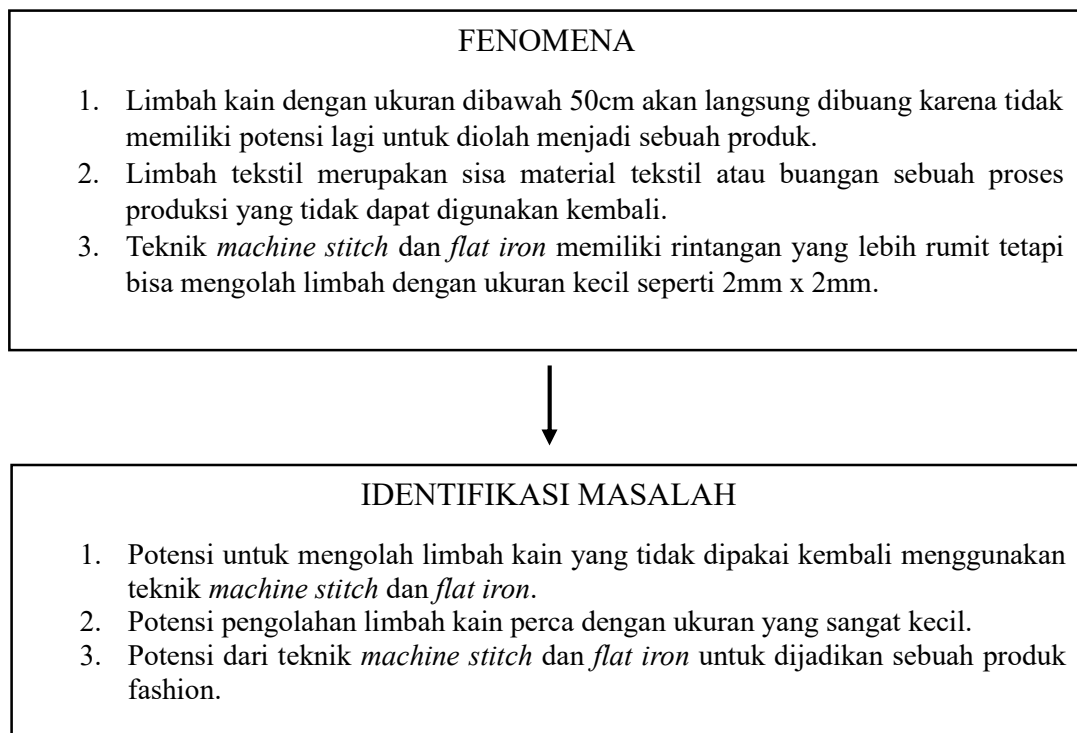 FENOMENA
1. Limbah kain dengan ukuran dibawah 50cm akan langsung dibuang karena tidak
memiliki potensi lagi untuk diolah menjadi sebuah produk.
2. Limbah tekstil merupakan sisa material tekstil atau buangan sebuah proses
produksi yang tidak dapat digunakan kembali.
3. Teknik machine stitch dan flat iron memiliki rintangan yang lebih rumit tetapi
bisa mengolah limbah dengan ukuran kecil seperti 2mm x 2mm.
IDENTIFIKASI MASALAH
1. Potensi untuk mengolah limbah kain yang tidak dipakai kembali menggunakan
teknik machine stitch dan flat iron.
2. Potensi pengolahan limbah kain perca dengan ukuran yang sangat kecil.
3. Potensi dari teknik machine stitch dan flat iron untuk dijadikan sebuah produk
fashion.